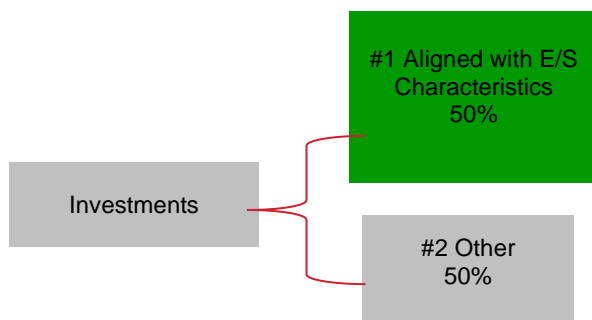 #1 Aligned with E/S
Characteristics
50%
Investments
#2 Other
50%